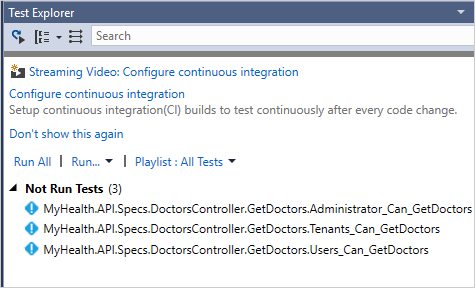 Test Explorer
Search
Streaming Video: Configure continuous integration
Configure continuous integration
Setup continuous integration(CI) builds to test continuously after every code change.
Don't show this again
Run All | Run... | Playlist : All Tests
Not Run Tests (3)
MyHealth.API.Specs.DoctorsController.GetDoctors.Administrator_Can_GetDoctors
MyHealth.API.Specs.DoctorsController.GetDoctors.Tenants_Can_GetDoctors
MyHealth.API.Specs.DoctorsController.GetDoctors.Users_Can_GetDoctors